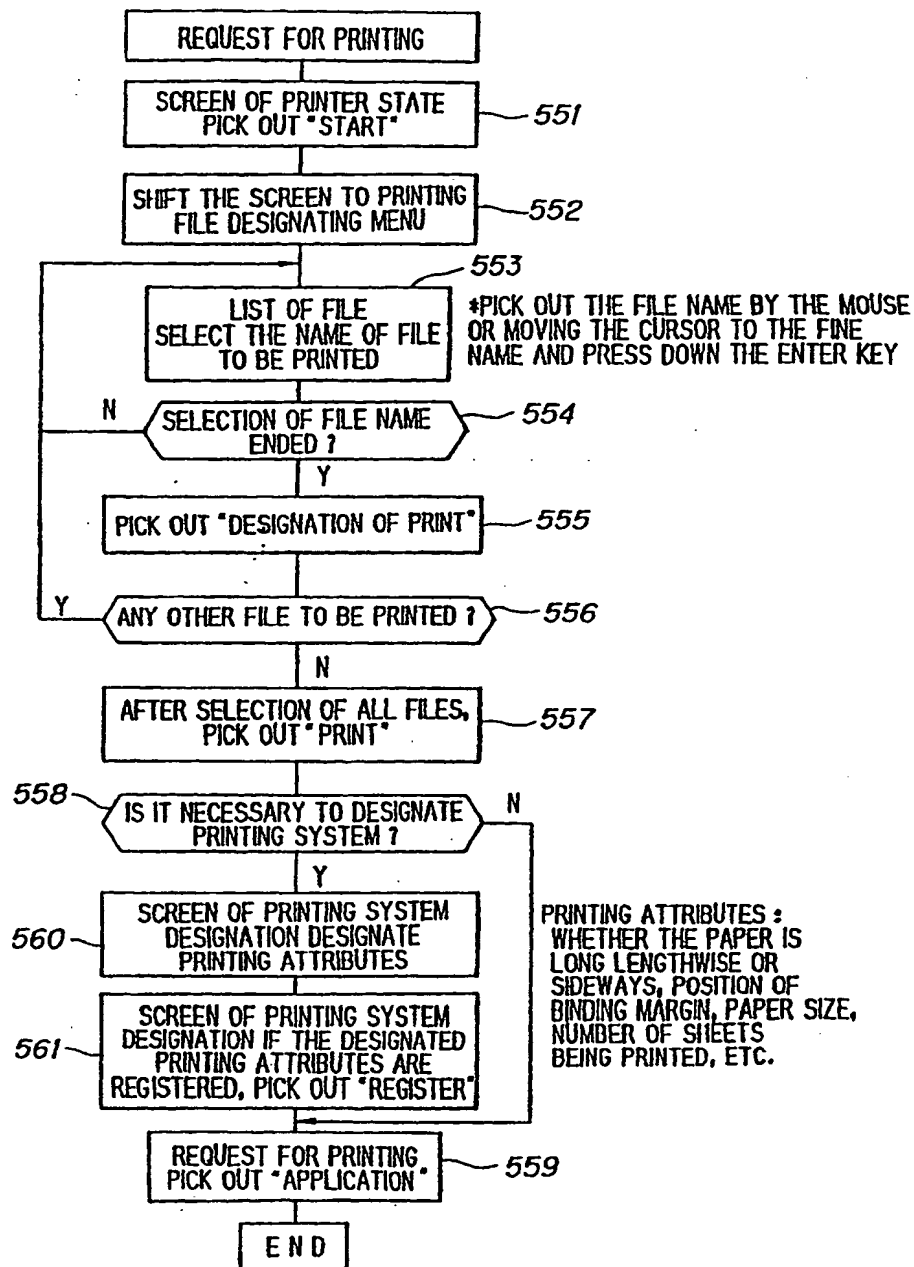 REQUEST FOR PRINTING
SCREEN OF PRINTER STATE
PICK OUT "START"
551
SHIFT THE SCREEN TO PRINTING
FILE DESIGNATING MENU
552
553
LIST OF FILE
SELECT THE NAME OF FILE
TO BE PRINTED
*PICK OUT THE FILE NAME BY THE MOUSE
OR MOVING THE CURSOR TO THE FINE
NAME AND PRESS DOWN THE ENTER KEY
N
SELECTION OF FILE NAME
ENDED ?
554
Y
PICK OUT "DESIGNATION OF PRINT"
555
Y
ANY OTHER FILE TO BE PRINTED ?
556
N
AFTER SELECTION OF ALL FILES,
PICK OUT "PRINT"
557
558
IS IT NECESSARY TO DESIGNATE
PRINTING SYSTEM ?
N
Y
560
SCREEN OF PRINTING SYSTEM
DESIGNATION DESIGNATE
PRINTING ATTRIBUTES
PRINTING ATTRIBUTES :
WHETHER THE PAPER IS
LONG LENGTHWISE OR
SIDEWAYS, POSITION OF
BINDING MARGIN, PAPER SIZE,
NUMBER OF SHEETS
BEING PRINTED, ETC.
561
SCREEN OF PRINTING SYSTEM
DESIGNATION IF THE DESIGNATED
PRINTING ATTRIBUTES ARE
REGISTERED, PICK OUT "REGISTER"
REQUEST FOR PRINTING
PICK OUT "APPLICATION"
559
END